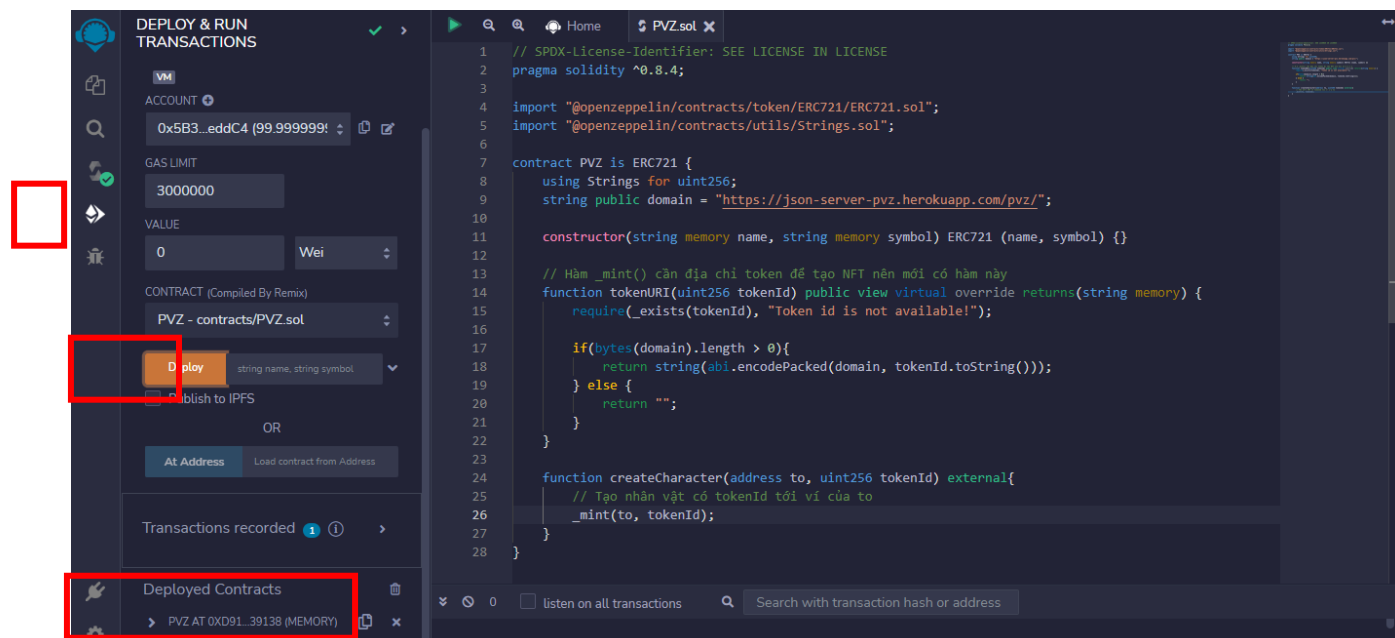 DEPLOY & RUN
TRANSACTIONS
VM
ACCOUNT
0x5B3...eddC4 (99.9999999
GAS LIMIT
3000000
VALUE
0
Wei
CONTRACT (Compiled By Remix)
PVZ - contracts/PVZ.sol
Deploy
string name, string symbol
Publish to IPFS
OR
At Address
Load contract from Address
Transactions recorded 1 i
Deployed Contracts
PVZ AT 0XD91...39138 (MEMORY)
Home
PVZ.sol
1 // SPDX-License-Identifier: SEE LICENSE IN LICENSE
2 pragma solidity ^0.8.4;
3
4 import "@openzeppelin/contracts/token/ERC721/ERC721.sol";
5 import "@openzeppelin/contracts/utils/Strings.sol";
6
7 contract PVZ is ERC721 {
8 using Strings for uint256;
9 string public domain = "https://json-server-pvz.herokuapp.com/pvz/";
10
11 constructor(string memory name, string memory symbol) ERC721 (name, symbol) {}
12
13 // Hàm _mint() cần địa chỉ token để tạo NFT nên mới có hàm này
14 function tokenURI(uint256 tokenId) public view virtual override returns(string memory) {
15 require(_exists(tokenId), "Token id is not available!");
16
17 if(bytes(domain).length > 0){
18 return string(abi.encodePacked(domain, tokenId.toString()));
19 } else {
20 return "";
21 }
22 }
23
24 function createCharacter(address to, uint256 tokenId) external{
25 // Tạo nhân vật có tokenId tới ví của to
26 _mint(to, tokenId);
27 }
28 }
0
listen on all transactions
Search with transaction hash or address